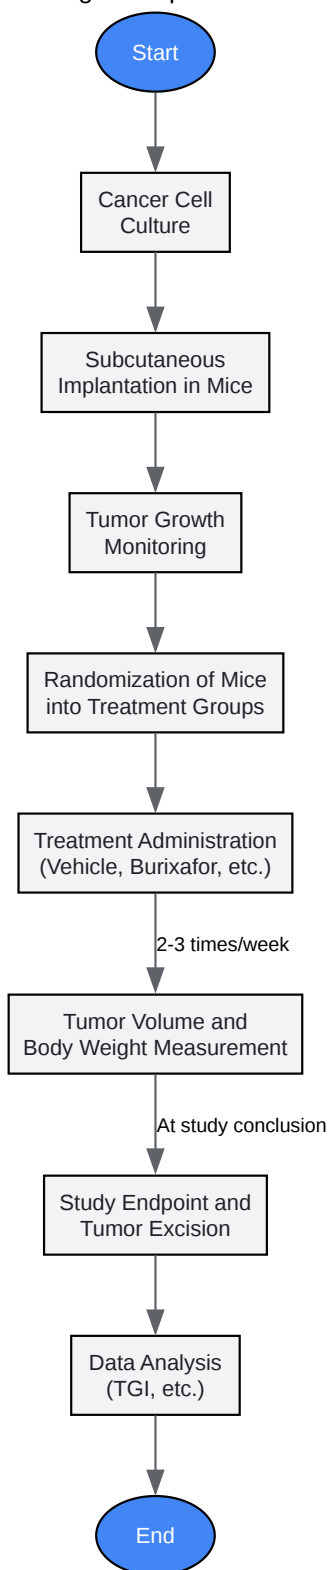 Start
Cancer Cell
Culture
Subcutaneous
Implantation in Mice
Tumor Growth
Monitoring
Randomization of Mice
into Treatment Groups
Treatment Administration
(Vehicle, Burixafor, etc.)
2-3 times/week
Tumor Volume and
Body Weight Measurement
At study conclusion
Study Endpoint and
Tumor Excision
Data Analysis
(TGI, etc.)
End